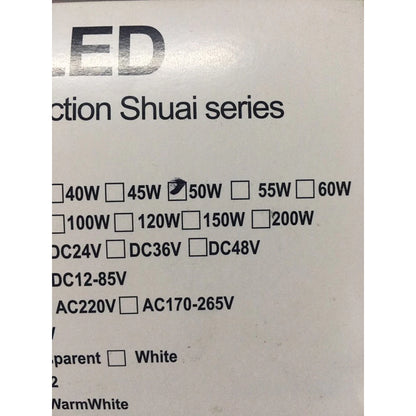 LED
ction Shuai series
□40W □45W ☑50W □ 55W □60W
□100W □120W □150W □200W
DC24V □ DC36V □DC48V
DC12-85V
AC220V □ AC170-265V
W
parent □ White
2
WarmWhite